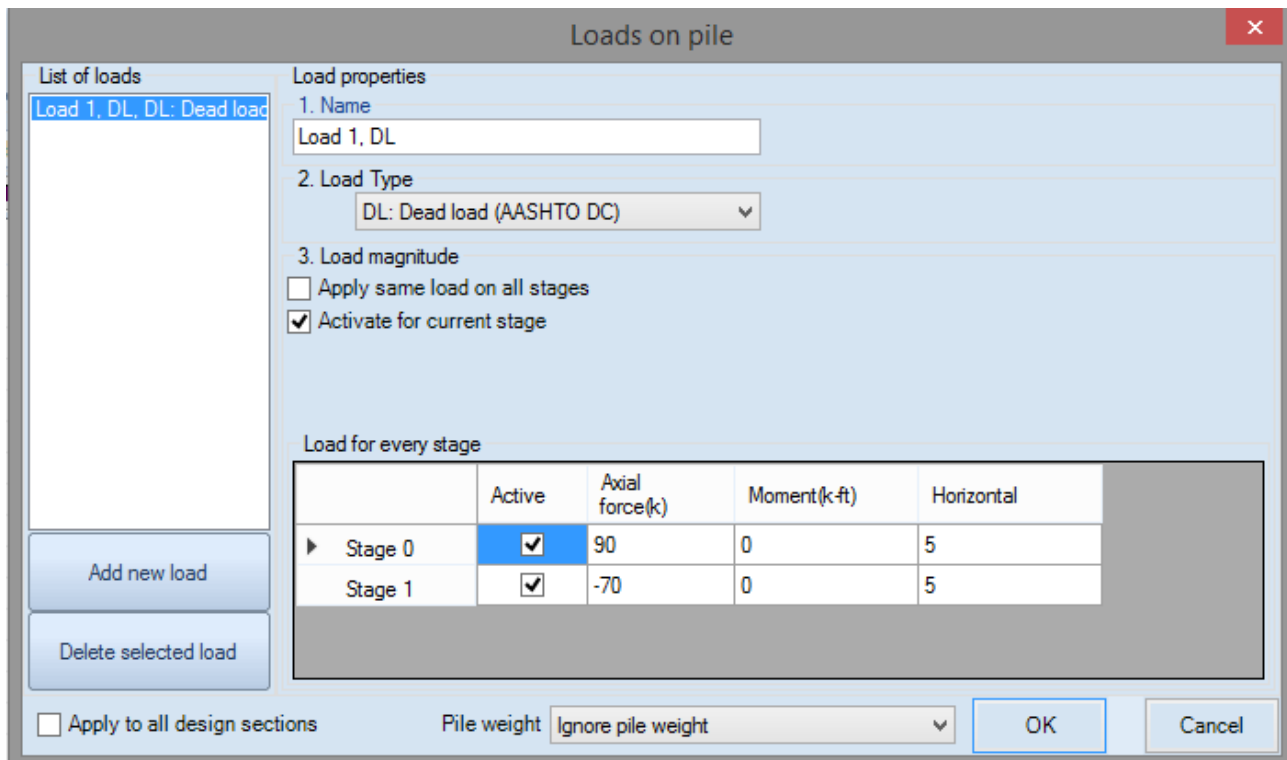 Loads on pile
List of loads
Load 1, DL, DL: Dead load
Add new load
Delete selected load
Load properties
1. Name
Load 1, DL
2. Load Type
DL: Dead load (AASHTO DC)
3. Load magnitude
Apply same load on all stages
Activate for current stage
Load for every stage
Active Axial force(k) Moment(k-ft) Horizontal
Stage 0 90 0 5
Stage 1 -70 0 5
Apply to all design sections Pile weight Ignore pile weight OK Cancel